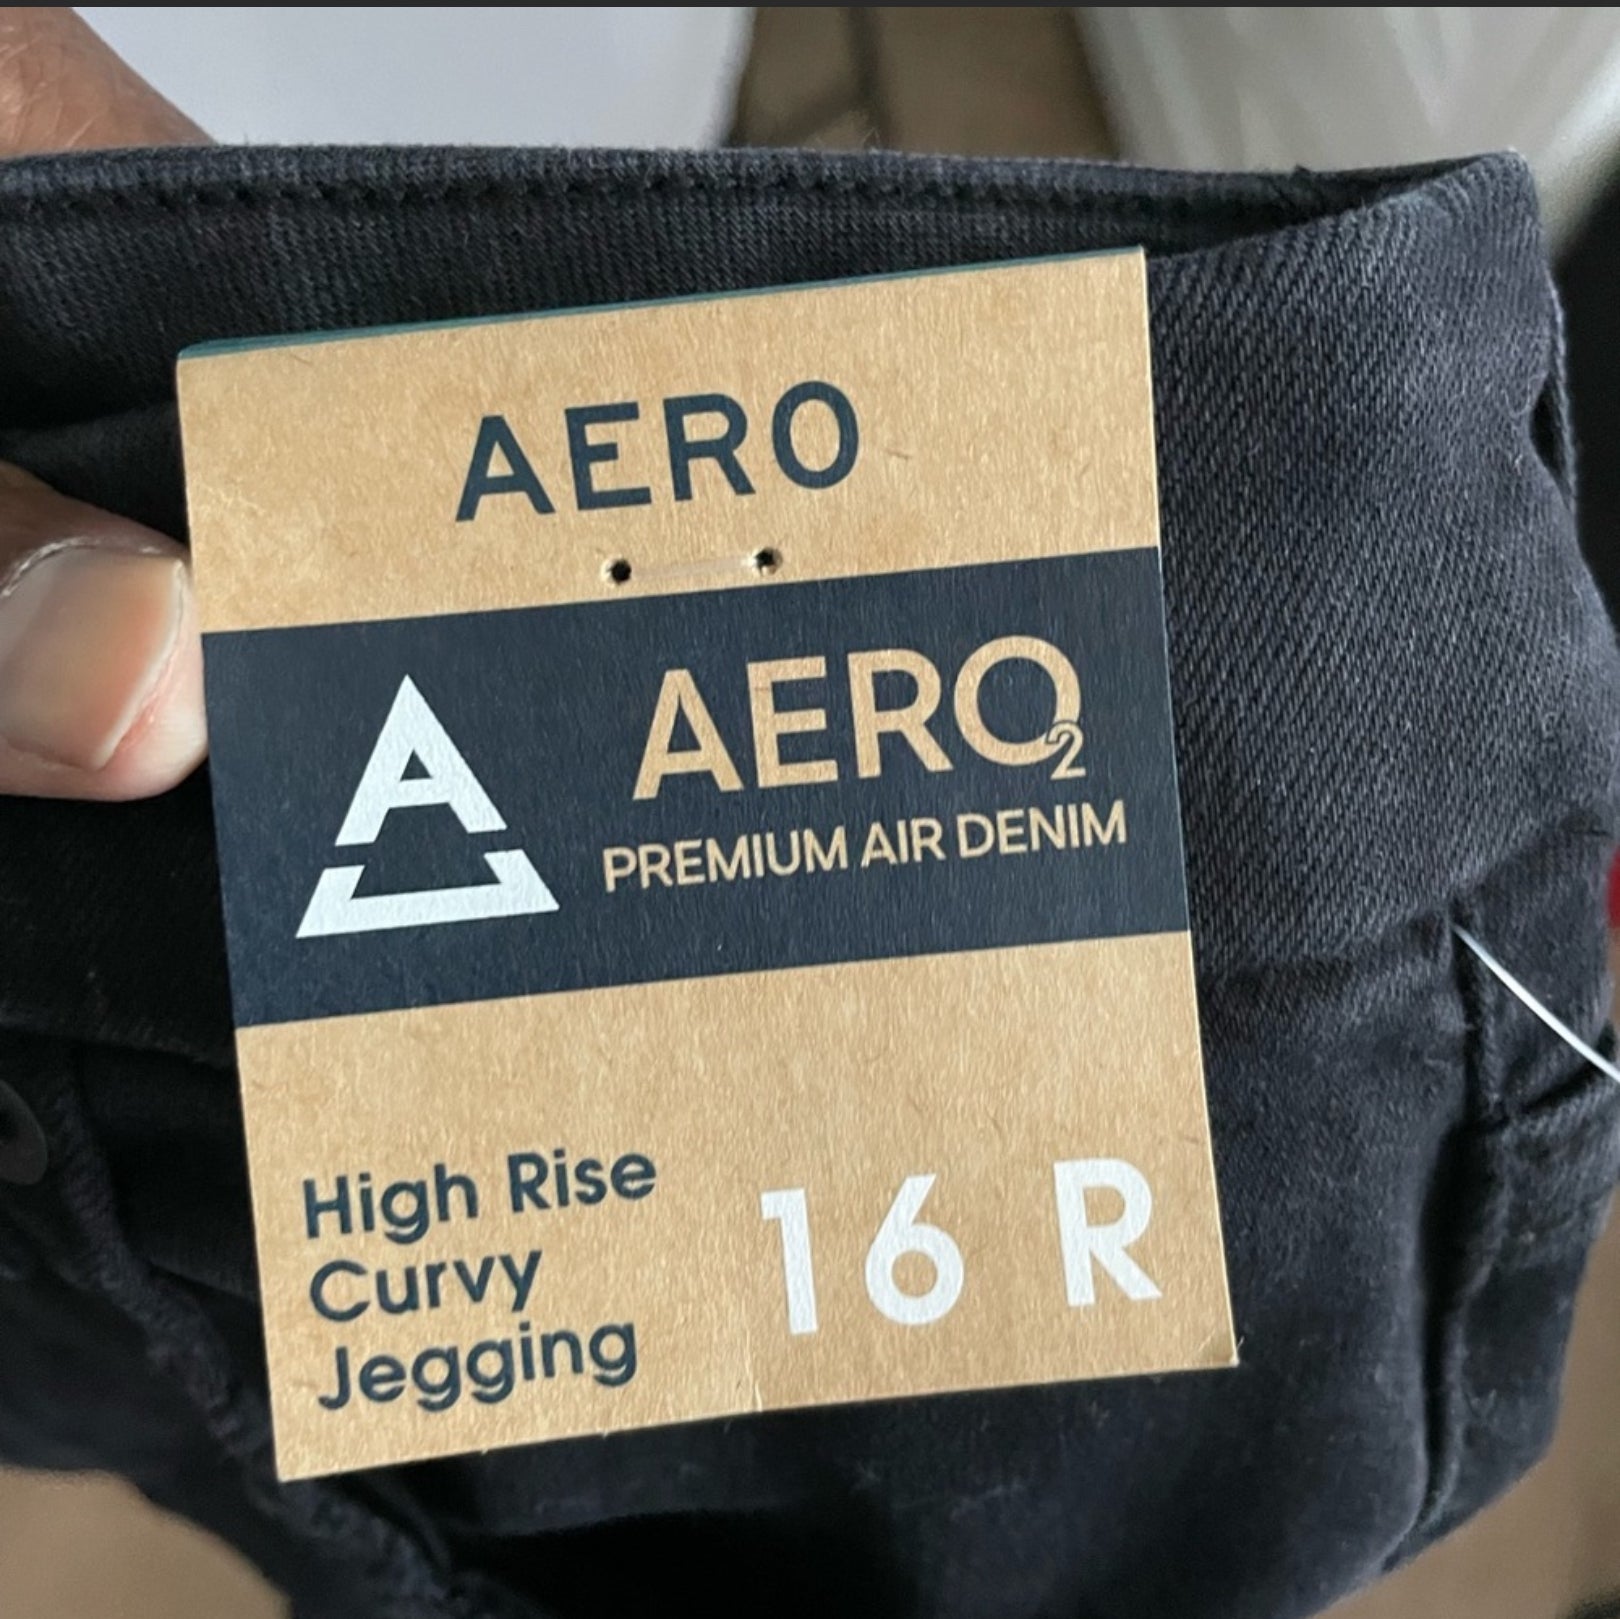 AERO
A AERO2
PREMIUM AIR DENIM
High Rise
Curvy
Jegging
16 R